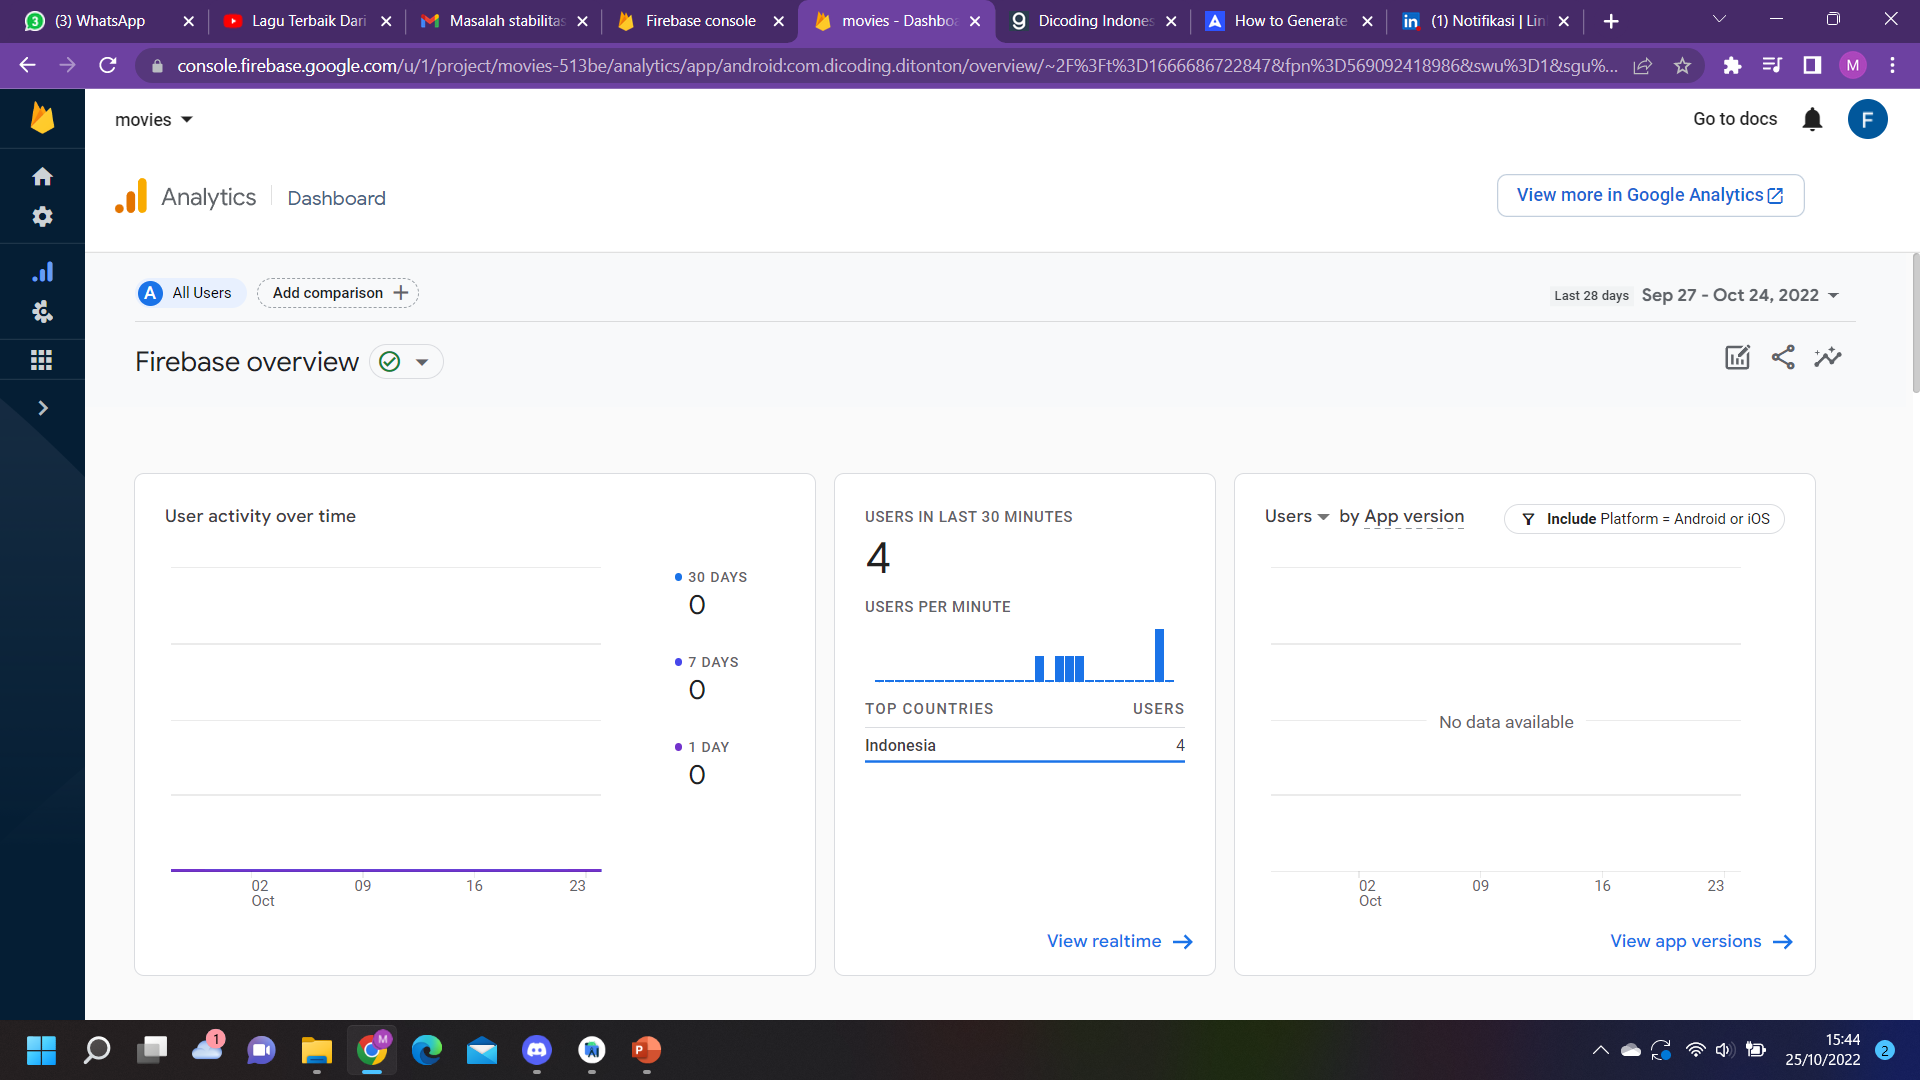 (3) WhatsApp
Lagu Terbaik Dari
Masalah stabilitas
Firebase console
movies - Dashboa
Dicoding Indones
How to Generate
(1) Notifikasi | Lin
console.firebase.google.com/u/1/project/movies-513be/analytics/app/android:com.dicoding.ditonton/overview/~2F%3Ft%3D1666686722847&fpn%3D569092418986&swu%3D1&sgu%...
M
movies
Go to docs
F
Analytics
Dashboard
View more in Google Analytics
A All Users
Add comparison
Last 28 days Sep 27 - Oct 24, 2022
Firebase overview
User activity over time
30 DAYS
0
7 DAYS
0
1 DAY
0
02
Oct
09
16
23
USERS IN LAST 30 MINUTES
4
USERS PER MINUTE
TOP COUNTRIES USERS
Indonesia 4
View realtime
Users by App version
Include Platform = Android or iOS
No data available
02
Oct
09
16
23
View app versions
1
M
P
15:44
25/10/2022
2